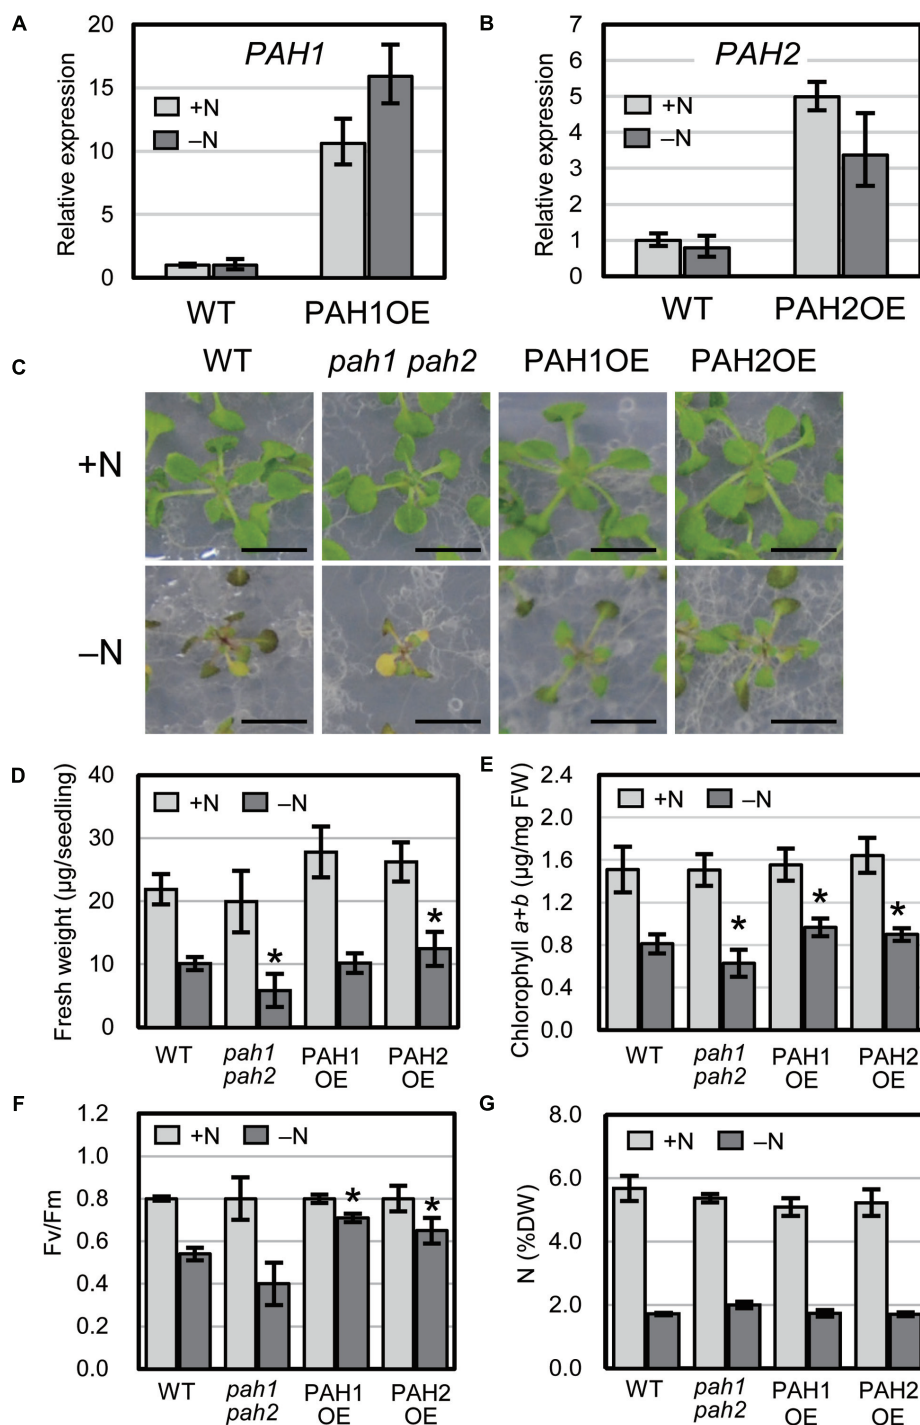 A
20
15
10
5
0
Relative expression
PAH1
+N
–N
WT
PAH1OE
B
7
6
5
4
3
2
1
0
Relative expression
PAH2
+N
–N
WT
PAH2OE
C
WT
pah1 pah2
PAH1OE
PAH2OE
+N
–N
D
40
30
20
10
0
Fresh weight (µg/seedling)
+N
–N
*
*
WT
pah1
pah2
PAH1
OE
PAH2
OE
E
2.4
2.0
1.6
1.2
0.8
0.4
0.0
Chlorophyll a+b (µg/mg FW)
+N
–N
*
*
*
WT
pah1
pah2
PAH1
OE
PAH2
OE
F
1.2
1.0
0.8
0.6
0.4
0.2
0.0
Fv/Fm
+N
–N
*
*
WT
pah1
pah2
PAH1
OE
PAH2
OE
G
8.0
6.0
4.0
2.0
0.0
N (%DW)
+N
–N
WT
pah1
pah2
PAH1
OE
PAH2
OE